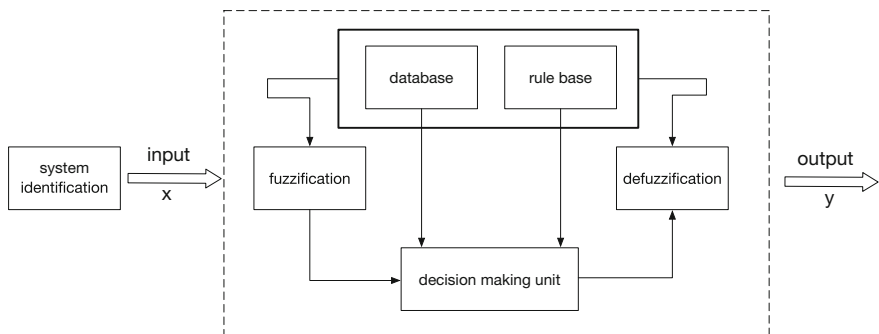 database
rule base
system
identification
input
x
fuzzification
defuzzification
output
y
decision making unit